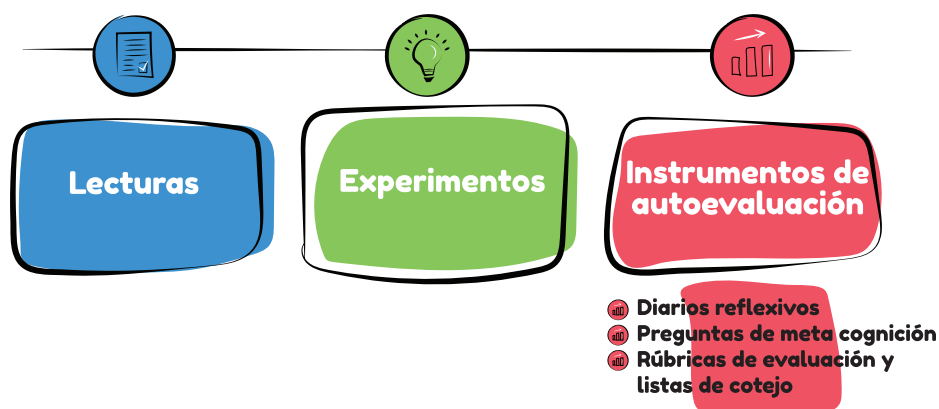 Lecturas
Experimentos
Instrumentos de
autoevaluación
Diarios reflexivos
Preguntas de meta cognición
Rúbricas de evaluación y
listas de cotejo